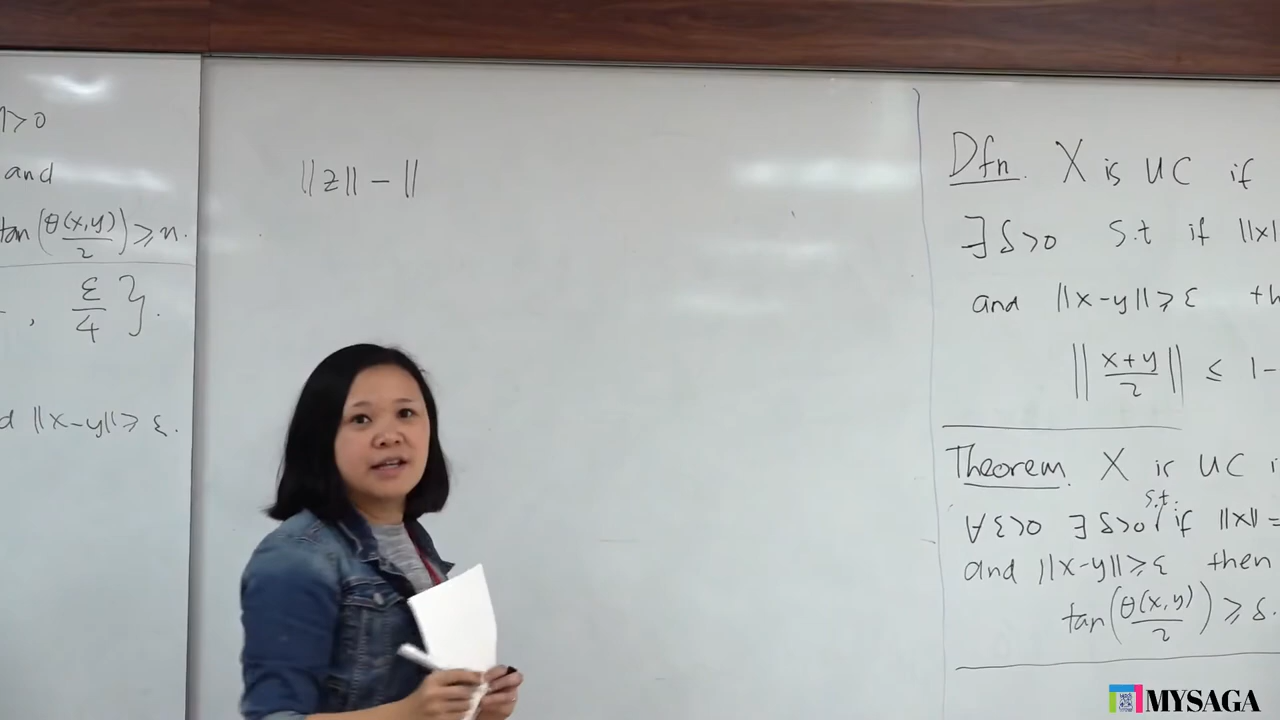 η>0
and
tan(θ(x,y)/2) ⩾ η.
, ε/4 }.
d ||x-y|| ⩾ ε.
||z|| - ||
Dfn. X is UC if
∃ δ>0 s.t if ||x||
and ||x-y|| ⩾ ε th
|| x+y/2 || ≤ 1-
Theorem. X is UC i
∀ ε>0 ∃ δ>0 s.t. if ||x|| =
and ||x-y|| ⩾ ε then
tan(θ(x,y)/2) ⩾ δ.
MYSAGA